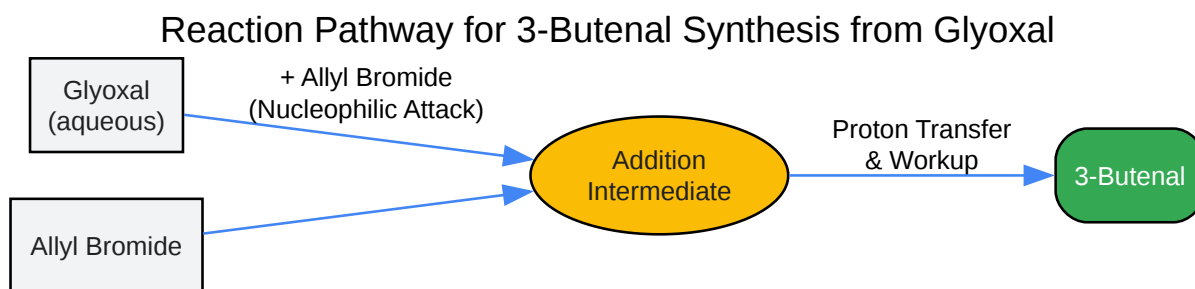 Reaction Pathway for 3-Butenal Synthesis from Glyoxal
Glyoxal
(aqueous)
+ Allyl Bromide
(Nucleophilic Attack)
Addition
Intermediate
Proton Transfer
& Workup
3-Butenal
Allyl Bromide